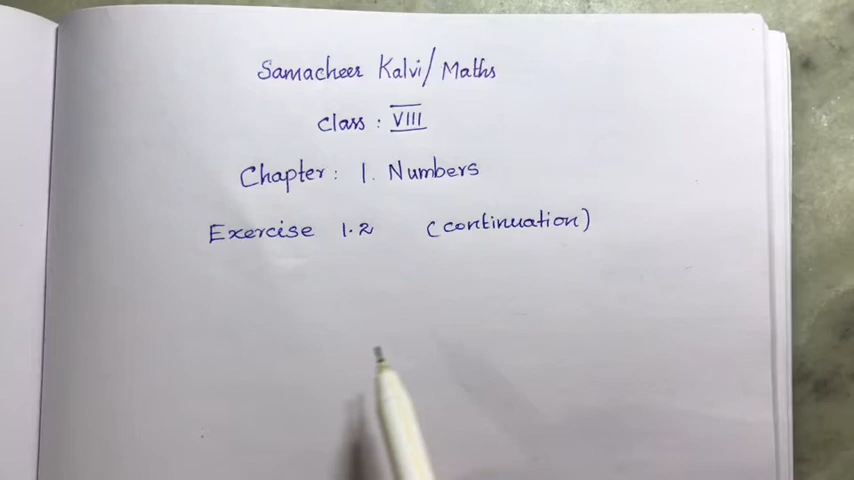 Samacheer Kalvi/Maths
Class : VIII
Chapter: 1. Numbers
Exercise 1.2 (continuation)